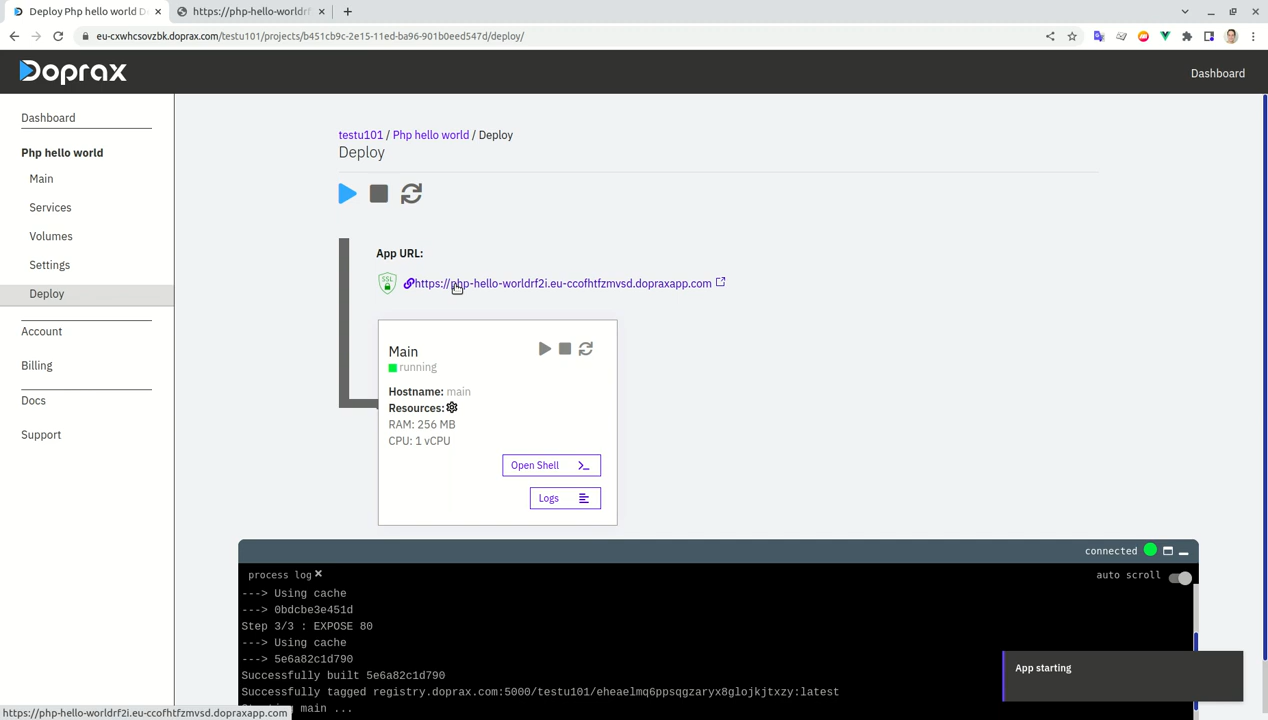 Deploy Php hello world D
https://php-hello-worldrf
eu-cxwhcsovzbk.doprax.com/testu101/projects/b451cb9c-2e15-11ed-ba96-901b0eed547d/deploy/
Doprax
Dashboard
Dashboard
Php hello world
Main
Services
Volumes
Settings
Deploy
Account
Billing
Docs
Support
testu101 / Php hello world / Deploy
Deploy
App URL:
SSL
https://php-hello-worldrf2i.eu-ccofhtfzmvsd.dopraxapp.com
Main
running
Hostname: main
Resources:
RAM: 256 MB
CPU: 1 vCPU
Open Shell
Logs
connected
process log
auto scroll
---> Using cache
---> 0bdcbe3e451d
Step 3/3 : EXPOSE 80
---> Using cache
---> 5e6a82c1d790
Successfully built 5e6a82c1d790
Successfully tagged registry.doprax.com:5000/testu101/eheaelmq6ppsqgzaryx8glojkjtxzy:latest
main ...
App starting
https://php-hello-worldrf2i.eu-ccofhtfzmvsd.dopraxapp.com